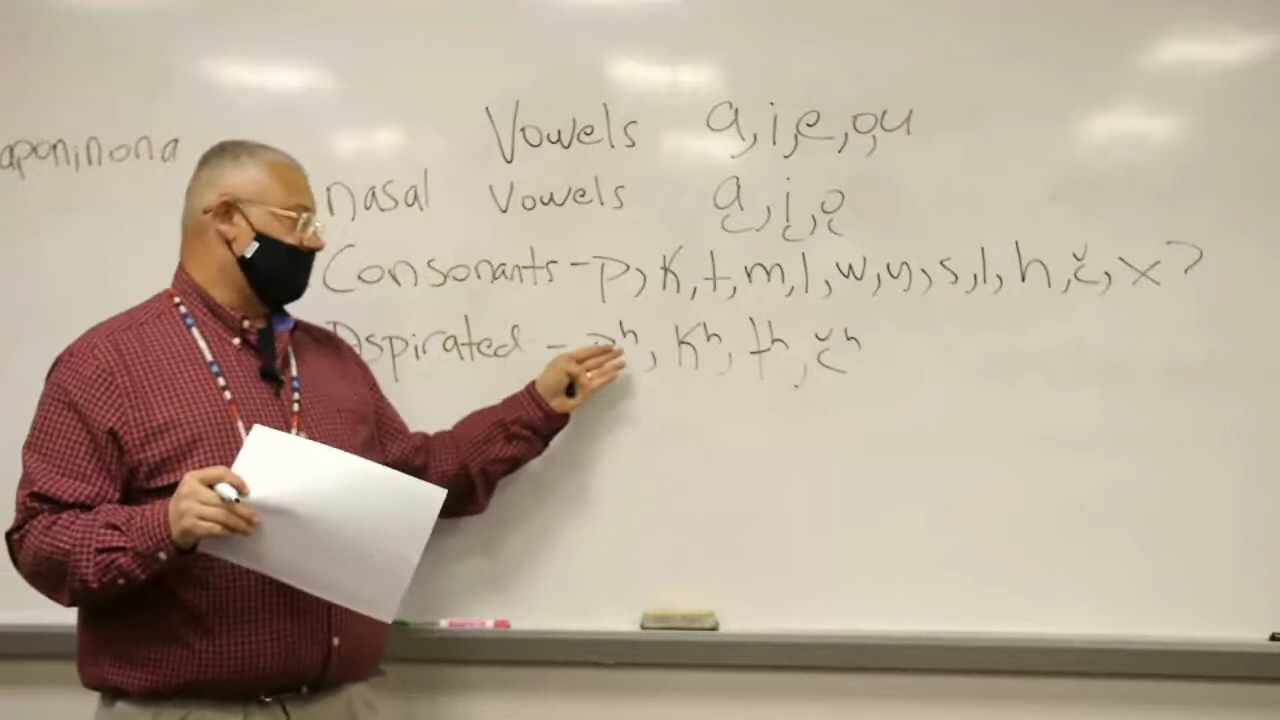 Vowels a, i, e, o, u
aponinona
nasal vowels ą, į, ǫ
Consonants - p, k, t, m, l, w, y, s, l, h, č, x ?
Aspirated - pʰ, kʰ, tʰ, čʰ